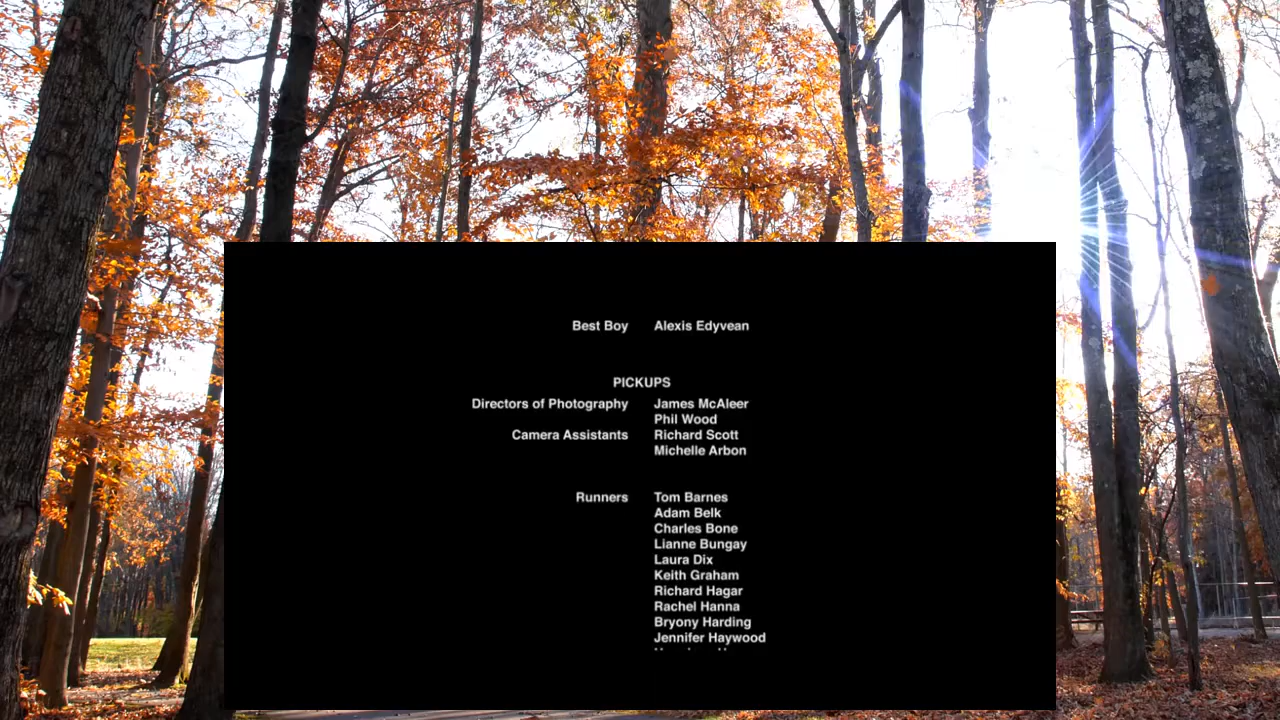 Best Boy Alexis Edyvean
PICKUPS
Directors of Photography James McAleer
Phil Wood
Camera Assistants Richard Scott
Michelle Arbon
Runners Tom Barnes
Adam Belk
Charles Bone
Lianne Bungay
Laura Dix
Keith Graham
Richard Hagar
Rachel Hanna
Bryony Harding
Jennifer Haywood